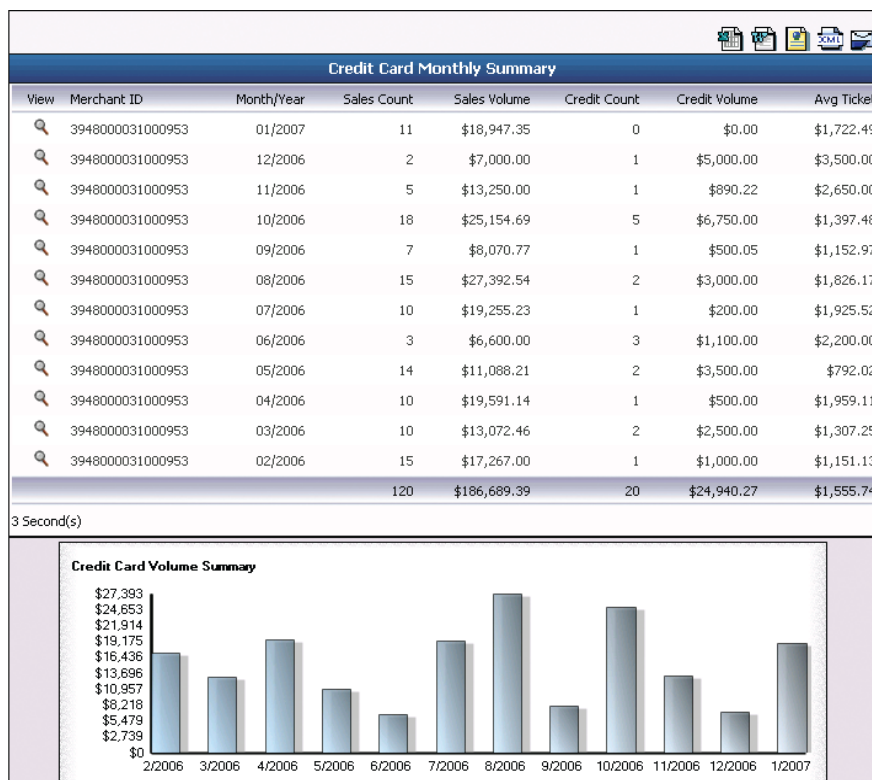 XML
Credit Card Monthly Summary
View Merchant ID Month/Year Sales Count Sales Volume Credit Count Credit Volume Avg Ticket
3948000031000953 01/2007 11 $18,947.35 0 $0.00 $1,722.49
3948000031000953 12/2006 2 $7,000.00 1 $5,000.00 $3,500.00
3948000031000953 11/2006 5 $13,250.00 1 $890.22 $2,650.00
3948000031000953 10/2006 18 $25,154.69 5 $6,750.00 $1,397.48
3948000031000953 09/2006 7 $8,070.77 1 $500.05 $1,152.97
3948000031000953 08/2006 15 $27,392.54 2 $3,000.00 $1,826.17
3948000031000953 07/2006 10 $19,255.23 1 $200.00 $1,925.52
3948000031000953 06/2006 3 $6,600.00 3 $1,100.00 $2,200.00
3948000031000953 05/2006 14 $11,088.21 2 $3,500.00 $792.02
3948000031000953 04/2006 10 $19,591.14 1 $500.00 $1,959.11
3948000031000953 03/2006 10 $13,072.46 2 $2,500.00 $1,307.25
3948000031000953 02/2006 15 $17,267.00 1 $1,000.00 $1,151.13
120 $186,689.39 20 $24,940.27 $1,555.74
3 Second(s)
Credit Card Volume Summary
$27,393
$24,653
$21,914
$19,175
$16,436
$13,696
$10,957
$8,218
$5,479
$2,739
$0
2/2006 3/2006 4/2006 5/2006 6/2006 7/2006 8/2006 9/2006 10/2006 11/2006 12/2006 1/2007